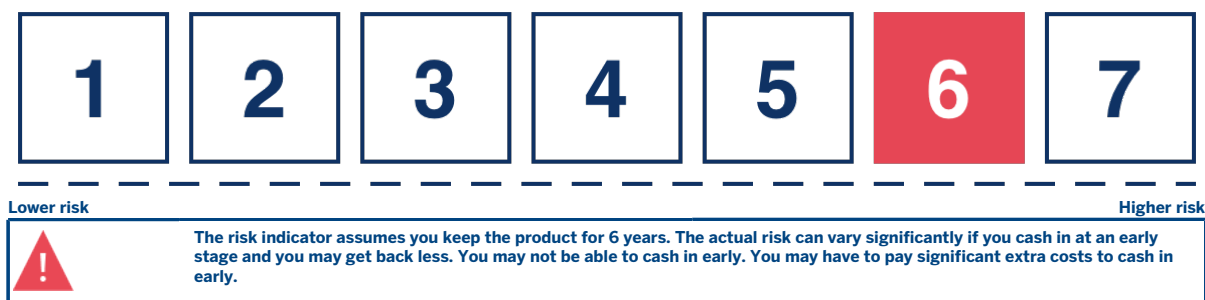 1 2 3 4 5 6 7
Lower risk Higher risk
The risk indicator assumes you keep the product for 6 years. The actual risk can vary significantly if you cash in at an early
stage and you may get back less. You may not be able to cash in early. You may have to pay significant extra costs to cash in
early.
!